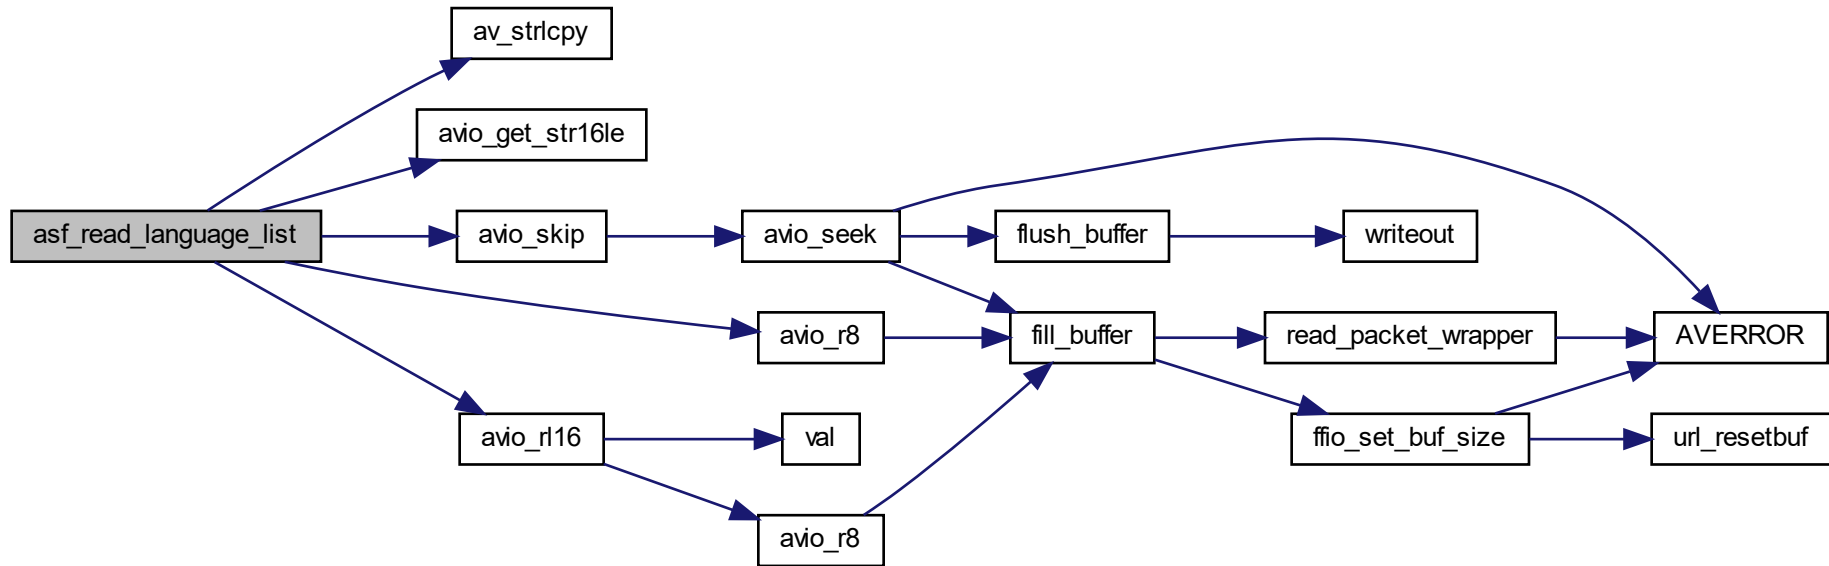 av_strlcpy
avio_get_str16le
asf_read_language_list
avio_skip
avio_seek
flush_buffer
writeout
avio_r8
fill_buffer
read_packet_wrapper
AVERROR
avio_rl16
val
ffio_set_buf_size
url_resetbuf
avio_r8